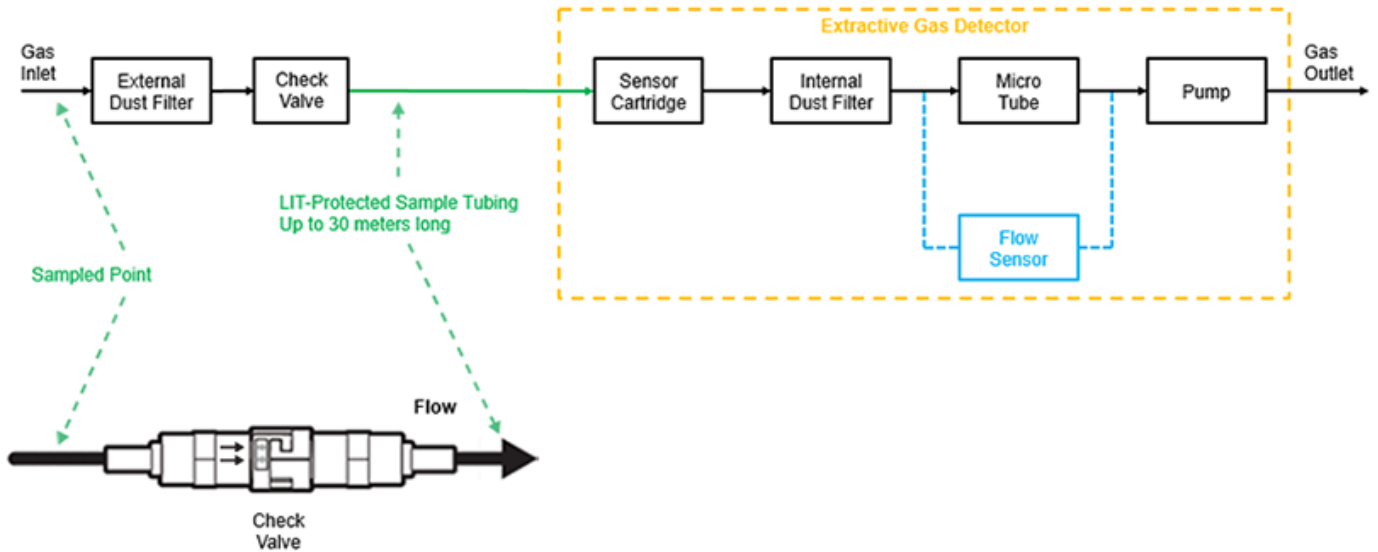 Extractive Gas Detector
Gas
Inlet
External
Dust Filter
Check
Valve
Sensor
Cartridge
Internal
Dust Filter
Micro
Tube
Pump
Gas
Outlet
LIT-Protected Sample Tubing
Up to 30 meters long
Flow
Sensor
Sampled Point
Flow
Check
Valve